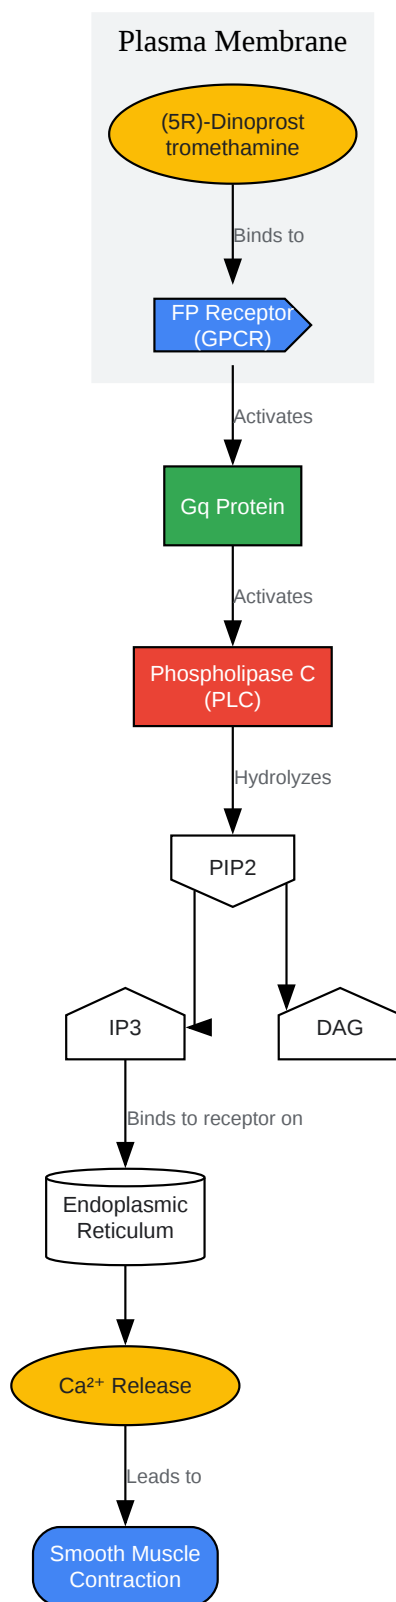 Plasma Membrane
(5R)-Dinoprost
tromethamine
Binds to
FP Receptor
(GPCR)
Activates
Gq Protein
Activates
Phospholipase C
(PLC)
Hydrolyzes
PIP2
IP3
DAG
Binds to receptor on
Endoplasmic
Reticulum
Ca²⁺ Release
Leads to
Smooth Muscle
Contraction